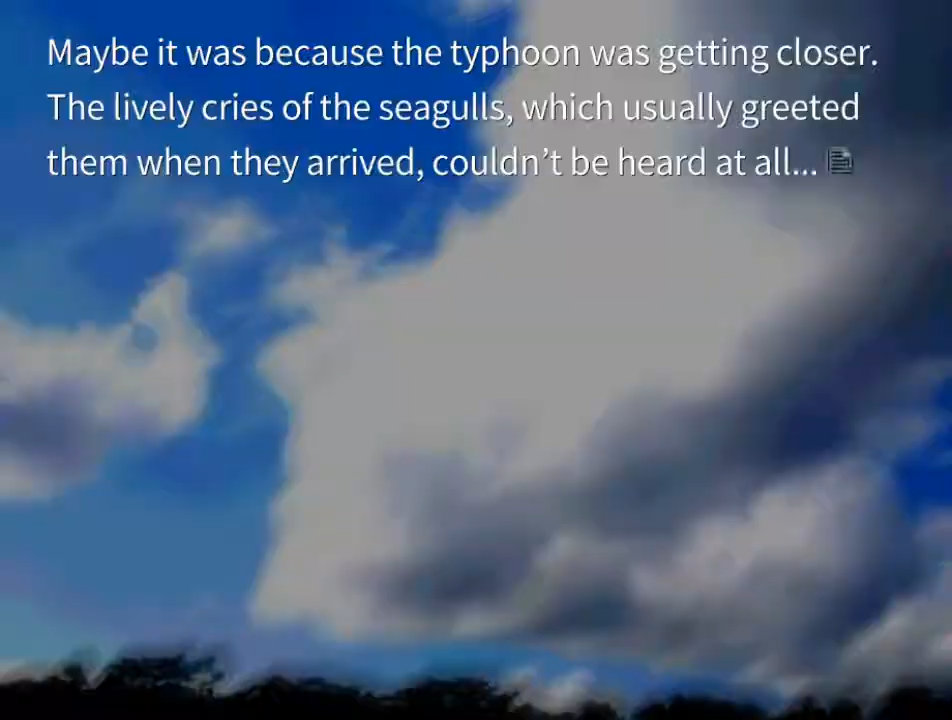 Maybe it was because the typhoon was getting closer.
The lively cries of the seagulls, which usually greeted
them when they arrived, couldn’t be heard at all...